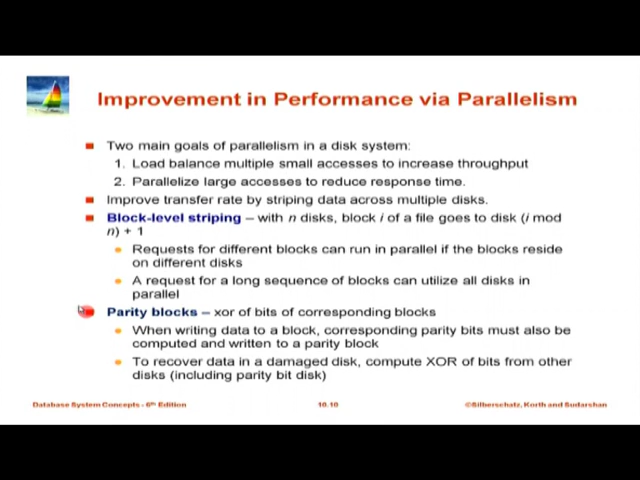 Improvement in Performance via Parallelism
Two main goals of parallelism in a disk system:
1. Load balance multiple small accesses to increase throughput
2. Parallelize large accesses to reduce response time.
Improve transfer rate by striping data across multiple disks.
Block-level striping – with n disks, block i of a file goes to disk (i mod
n) + 1
Requests for different blocks can run in parallel if the blocks reside
on different disks
A request for a long sequence of blocks can utilize all disks in
parallel
Parity blocks – xor of bits of corresponding blocks
When writing data to a block, corresponding parity bits must also be
computed and written to a parity block
To recover data in a damaged disk, compute XOR of bits from other
disks (including parity bit disk)
Database System Concepts - 6th Edition
10.10
©Silberschatz, Korth and Sudarshan